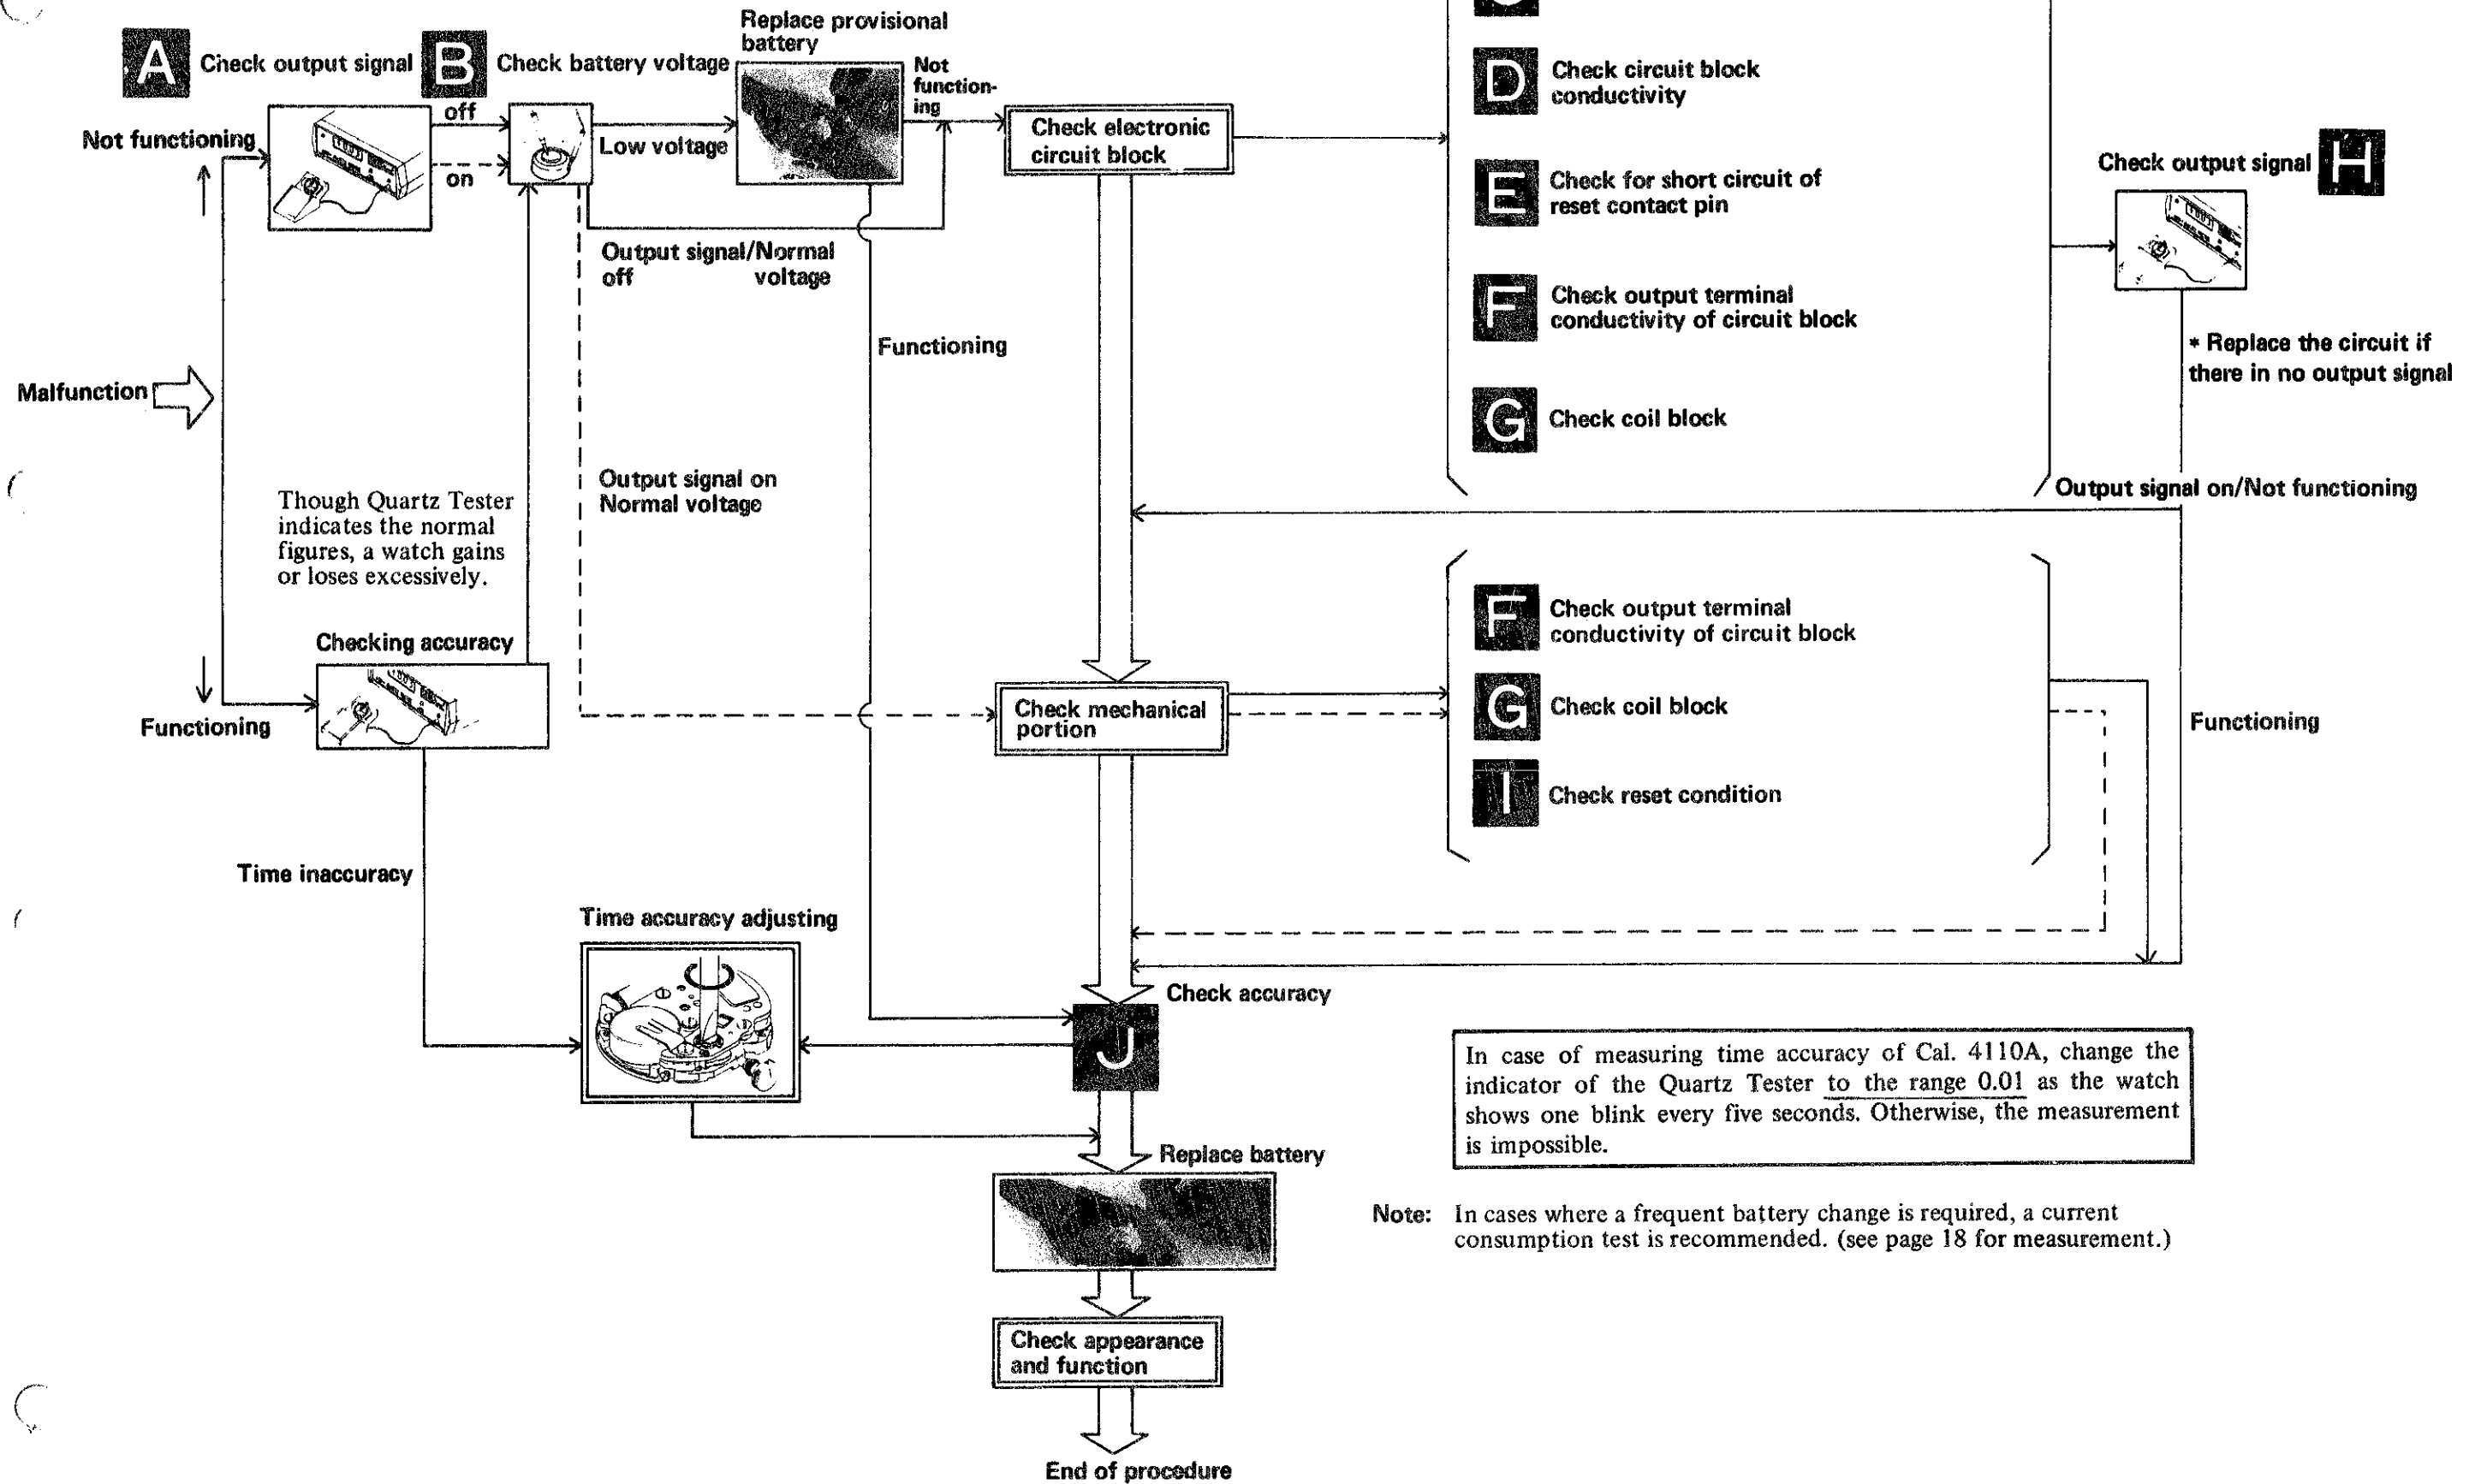 Replace provisional
battery
A Check output signal
B Check battery voltage
Not
function-
ing
off
on
Not functioning
Low voltage
Check electronic
circuit block
D Check circuit block
conductivity
E Check for short circuit of
reset contact pin
F Check output terminal
conductivity of circuit block
G Check coil block
Check output signal H
* Replace the circuit if
there in no output signal
Output signal/Normal
off voltage
Functioning
Malfunction
Output signal on
Normal voltage
Though Quartz Tester
indicates the normal
figures, a watch gains
or loses excessively.
Output signal on/Not functioning
Checking accuracy
Functioning
Check mechanical
portion
F Check output terminal
conductivity of circuit block
G Check coil block
I Check reset condition
Functioning
Time inaccuracy
Time accuracy adjusting
Check accuracy
J
In case of measuring time accuracy of Cal. 4110A, change the
indicator of the Quartz Tester to the range 0.01 as the watch
shows one blink every five seconds. Otherwise, the measurement
is impossible.
Replace battery
Note: In cases where a frequent battery change is required, a current
consumption test is recommended. (see page 18 for measurement.)
Check appearance
and function
End of procedure